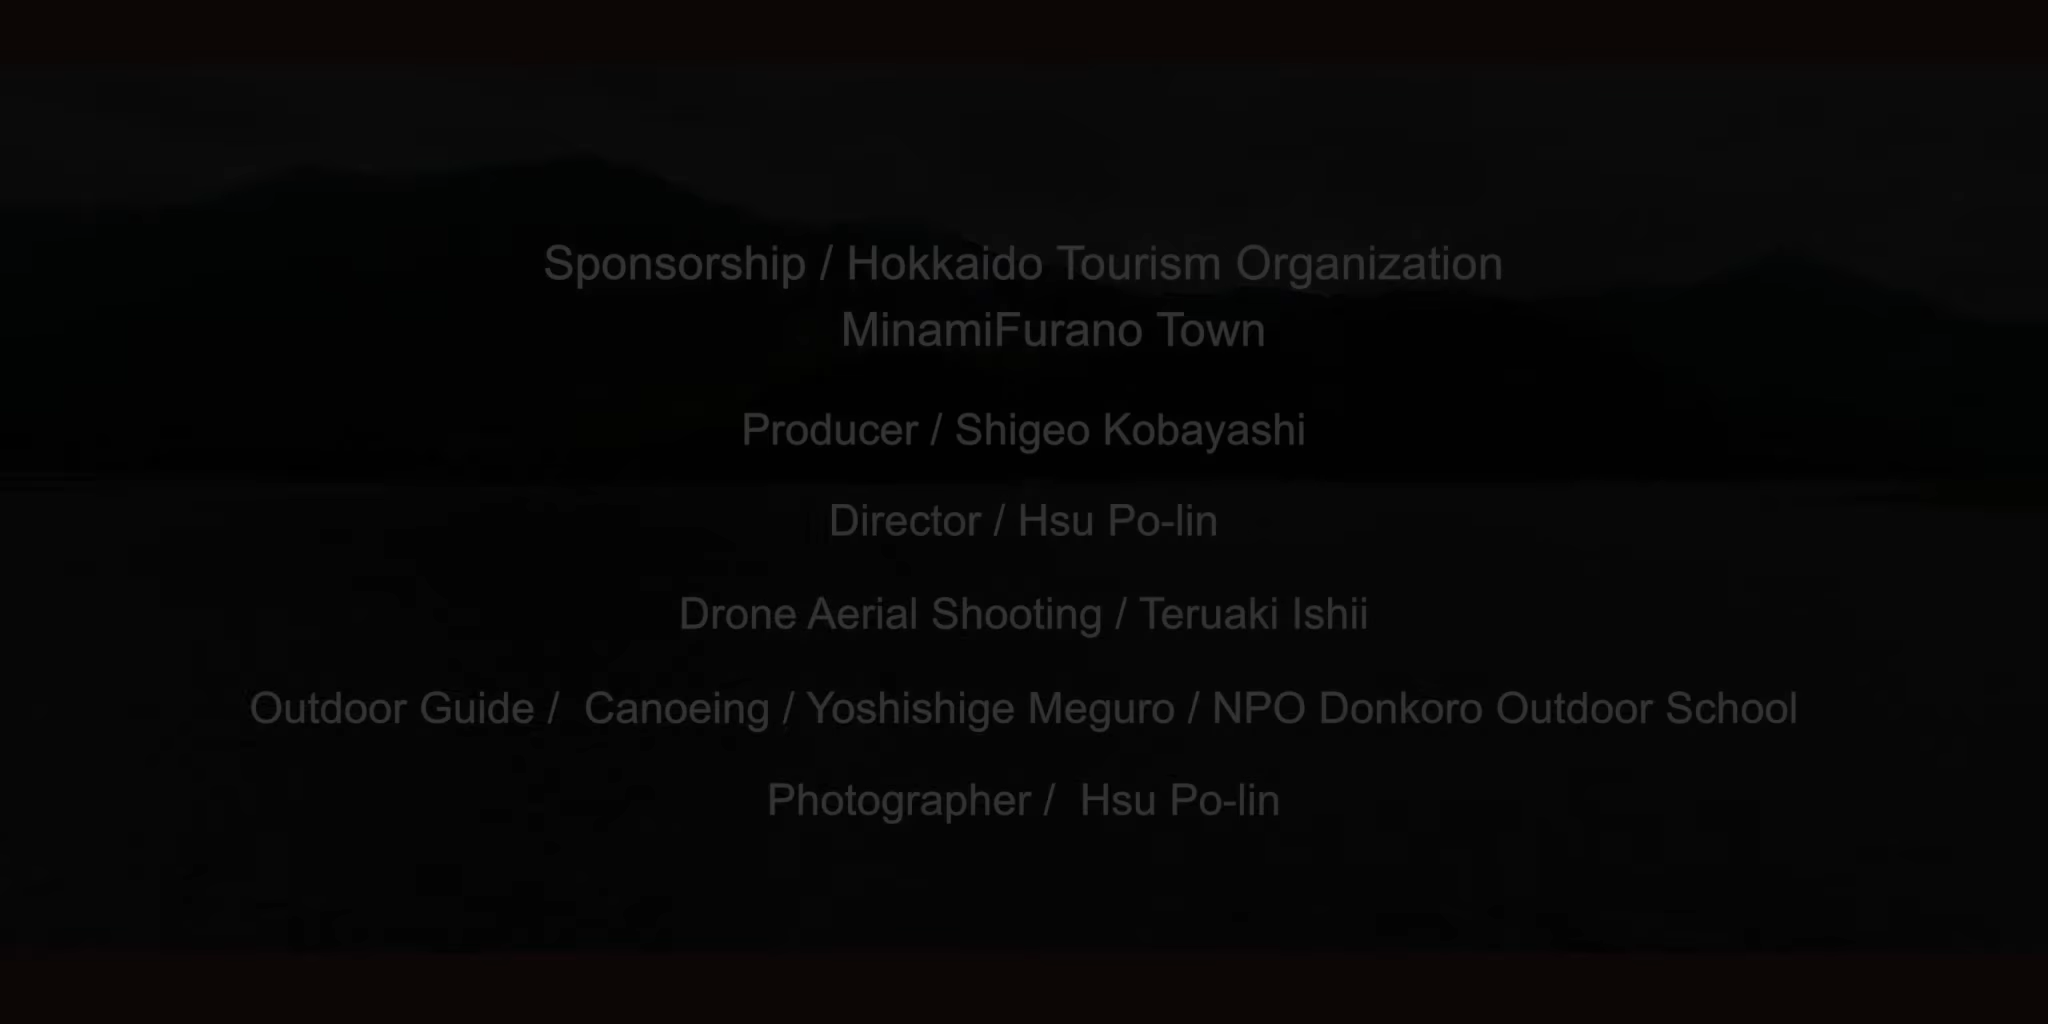 Sponsorship / Hokkaido Tourism Organization
MinamiFurano Town
Producer / Shigeo Kobayashi
Director / Hsu Po-lin
Drone Aerial Shooting / Teruaki Ishii
Outdoor Guide /  Canoeing / Yoshishige Meguro / NPO Donkoro Outdoor School
Photographer /  Hsu Po-lin